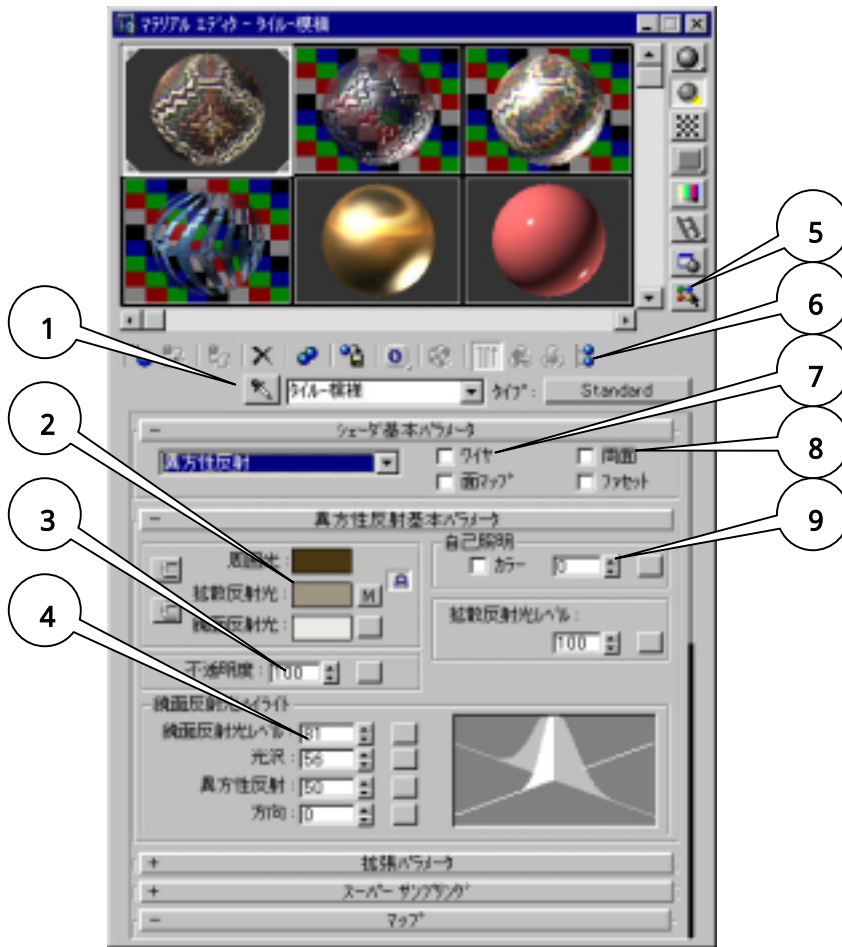 マテリアル エディタ - タイル-模様
5
6
1
タイル-模様
タイプ:
Standard
7
2
シェーダ基本パラメータ
異方性反射
ワイヤ
両面
8
面マップ
ファセット
3
異方性反射基本パラメータ
9
周囲光:
自己照明
カラー
0
拡散反射光:
M
4
鏡面反射光:
拡散反射光レベル:
100
不透明度:
100
鏡面反射光ハイライト
鏡面反射光レベル:
81
光沢:
56
異方性反射:
50
方向:
0
+ 拡張パラメータ
+ スーパー サンプリング
- マップ